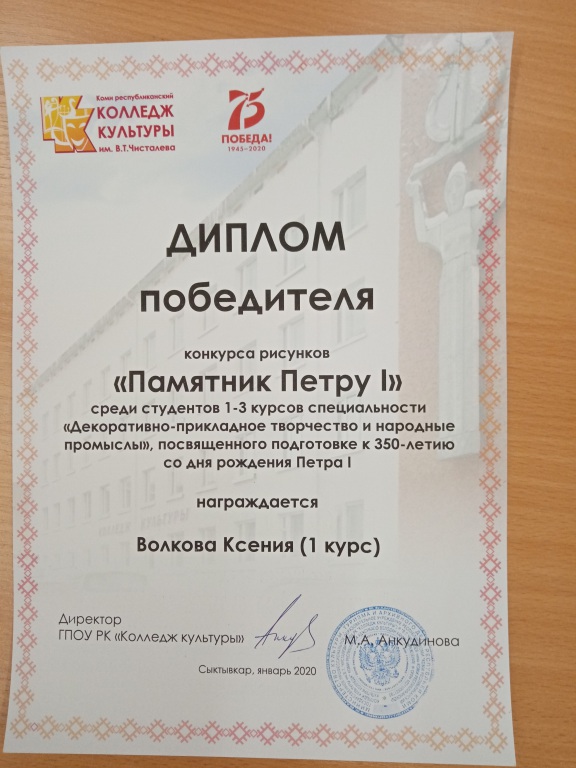 Коми республиканский
КОЛЛЕДЖ
КУЛЬТУРЫ
им. В.Т.Чисталева
75
ПОБЕДА!
1945-2020
ДИПЛОМ
победителя
конкурса рисунков
«Памятник Петру I»
среди студентов 1-3 курсов специальности
«Декоративно-прикладное творчество и народные
промыслы», посвященного подготовке к 350-летию
со дня рождения Петра I
награждается
Волкова Ксения (1 курс)
Директор
ГПОУ РК «Колледж культуры»
М.А. Анкудинова
Сыктывкар, январь 2020